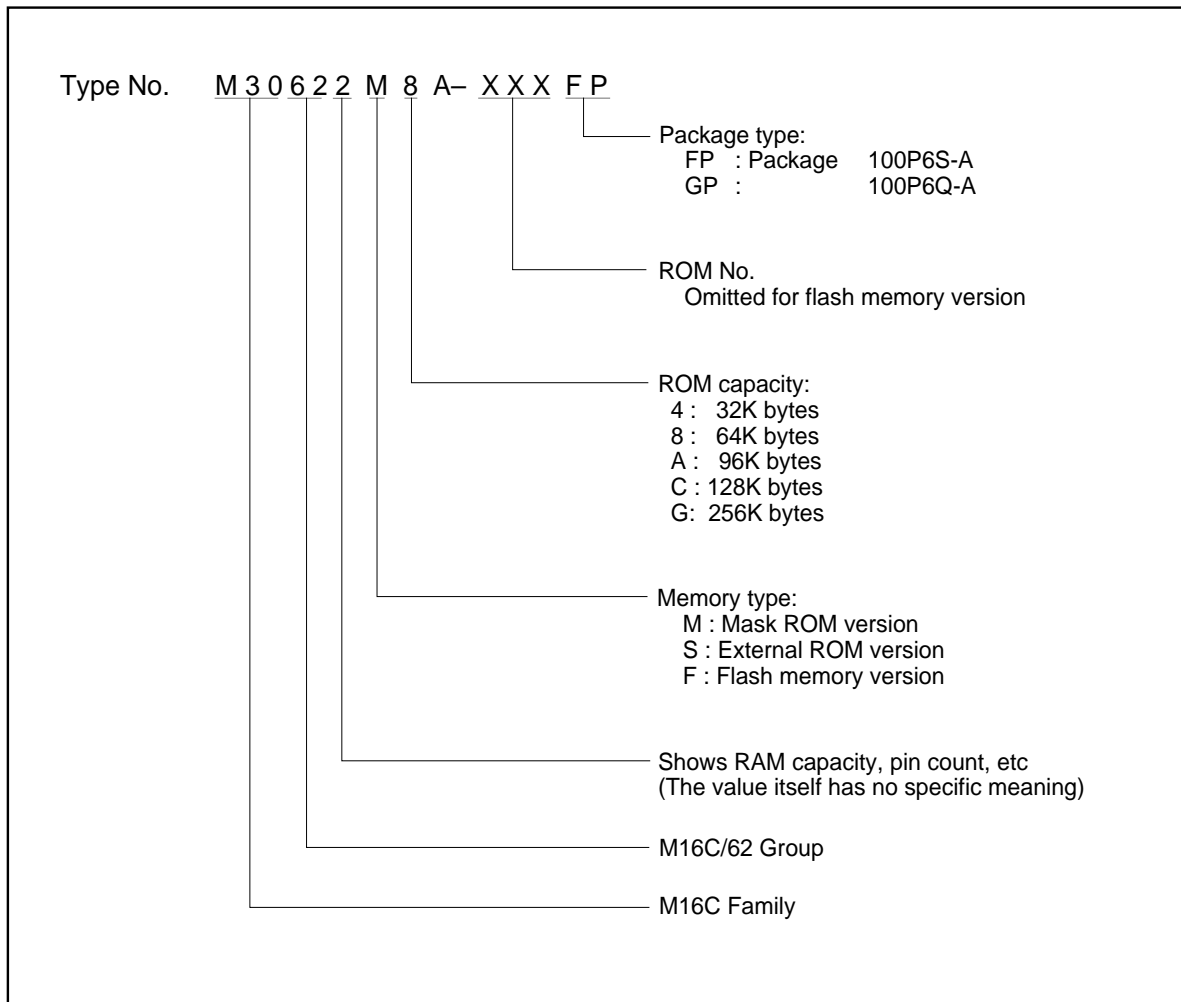 Type No. M 3 0 6 2 2 M 8 A– X X X F P
Package type:
FP : Package 100P6S-A
GP : 100P6Q-A
ROM No.
Omitted for flash memory version
ROM capacity:
4 : 32K bytes
8 : 64K bytes
A : 96K bytes
C : 128K bytes
G: 256K bytes
Memory type:
M : Mask ROM version
S : External ROM version
F : Flash memory version
Shows RAM capacity, pin count, etc
(The value itself has no specific meaning)
M16C/62 Group
M16C Family